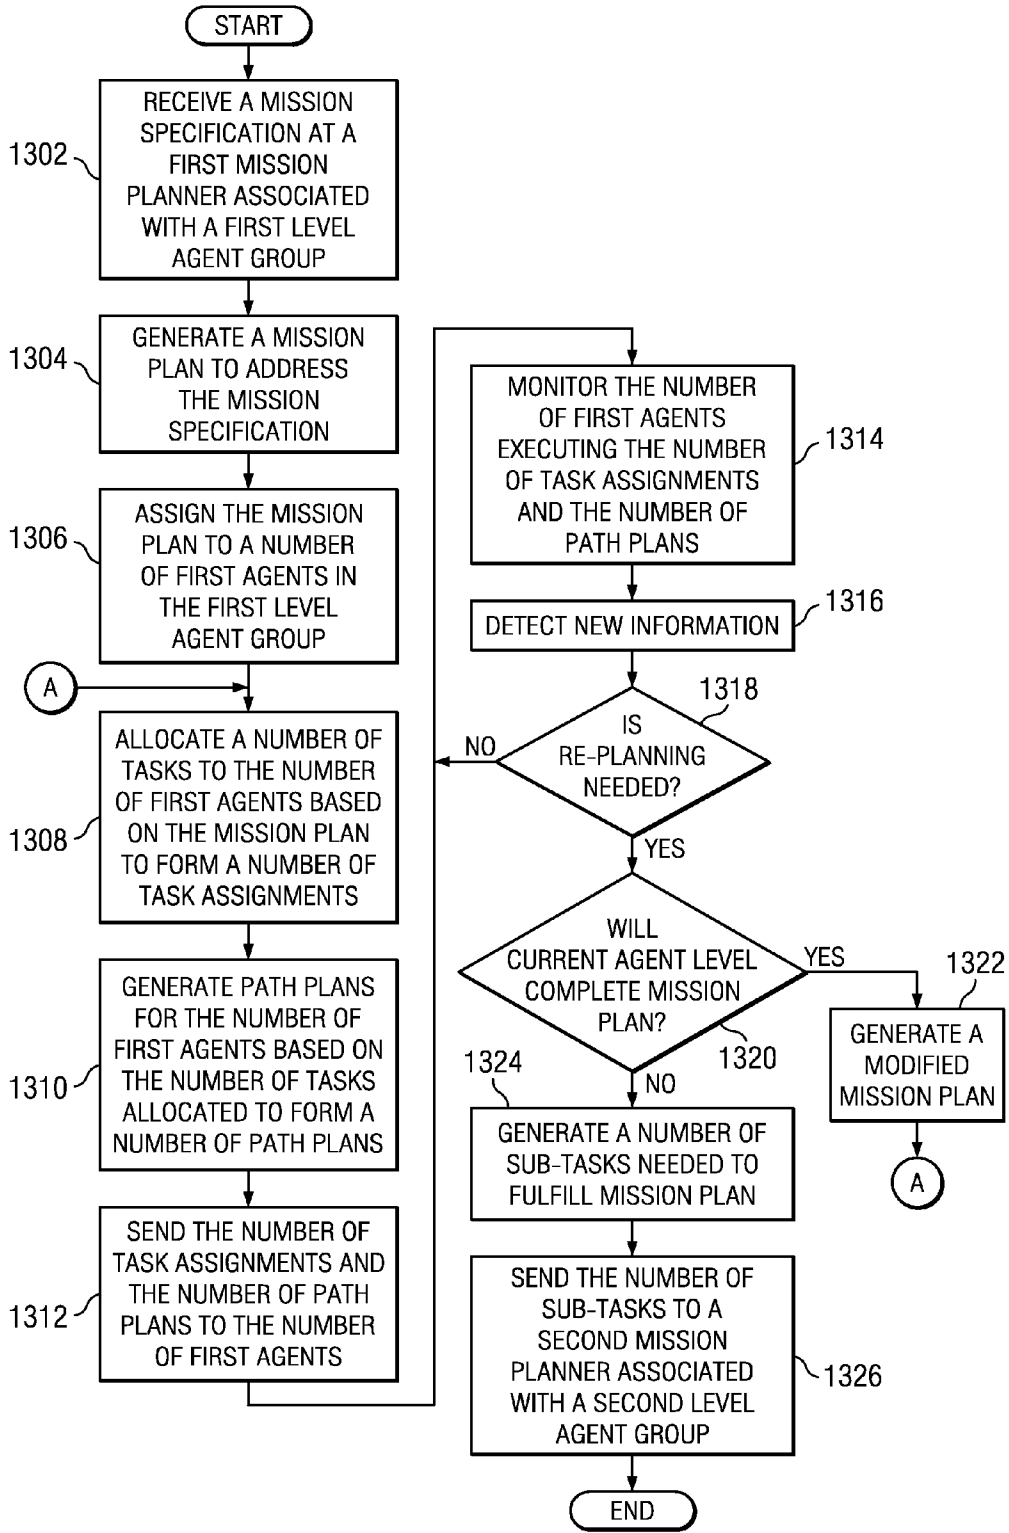 START
1302
RECEIVE A MISSION
SPECIFICATION AT A
FIRST MISSION
PLANNER ASSOCIATED
WITH A FIRST LEVEL
AGENT GROUP
1304
GENERATE A MISSION
PLAN TO ADDRESS
THE MISSION
SPECIFICATION
1306
ASSIGN THE MISSION
PLAN TO A NUMBER
OF FIRST AGENTS IN
THE FIRST LEVEL
AGENT GROUP
A
1308
ALLOCATE A NUMBER OF
TASKS TO THE NUMBER
OF FIRST AGENTS BASED
ON THE MISSION PLAN
TO FORM A NUMBER OF
TASK ASSIGNMENTS
1310
GENERATE PATH PLANS
FOR THE NUMBER OF
FIRST AGENTS BASED ON
THE NUMBER OF TASKS
ALLOCATED TO FORM A
NUMBER OF PATH PLANS
1312
SEND THE NUMBER OF
TASK ASSIGNMENTS AND
THE NUMBER OF PATH
PLANS TO THE NUMBER
OF FIRST AGENTS
MONITOR THE NUMBER
OF FIRST AGENTS
EXECUTING THE NUMBER
OF TASK ASSIGNMENTS
AND THE NUMBER OF
PATH PLANS
1314
DETECT NEW INFORMATION
1316
1318
IS
RE-PLANNING
NEEDED?
NO
YES
WILL
CURRENT AGENT LEVEL
COMPLETE MISSION
PLAN?
1320
YES
1322
GENERATE A
MODIFIED
MISSION PLAN
A
NO
1324
GENERATE A NUMBER OF
SUB-TASKS NEEDED TO
FULFILL MISSION PLAN
SEND THE NUMBER OF
SUB-TASKS TO A
SECOND MISSION
PLANNER ASSOCIATED
WITH A SECOND LEVEL
AGENT GROUP
1326
END